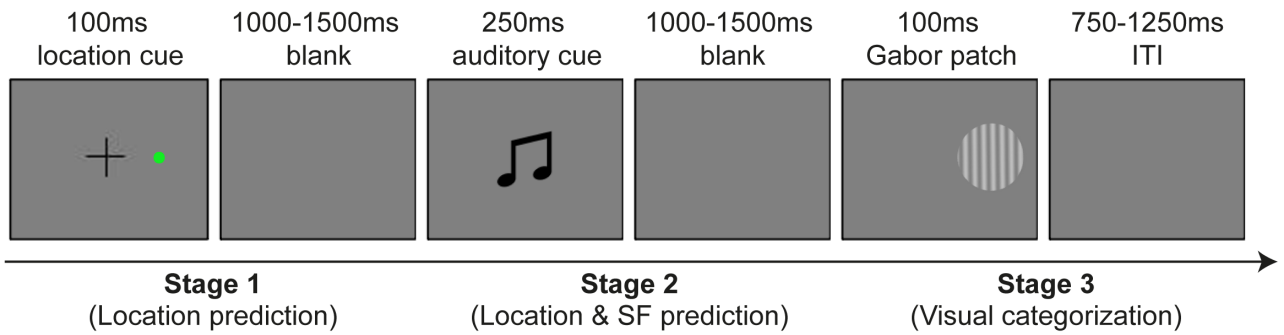 100ms
location cue
1000-1500ms
blank
250ms
auditory cue
1000-1500ms
blank
100ms
Gabor patch
750-1250ms
ITI
Stage 1
(Location prediction)
Stage 2
(Location & SF prediction)
Stage 3
(Visual categorization)